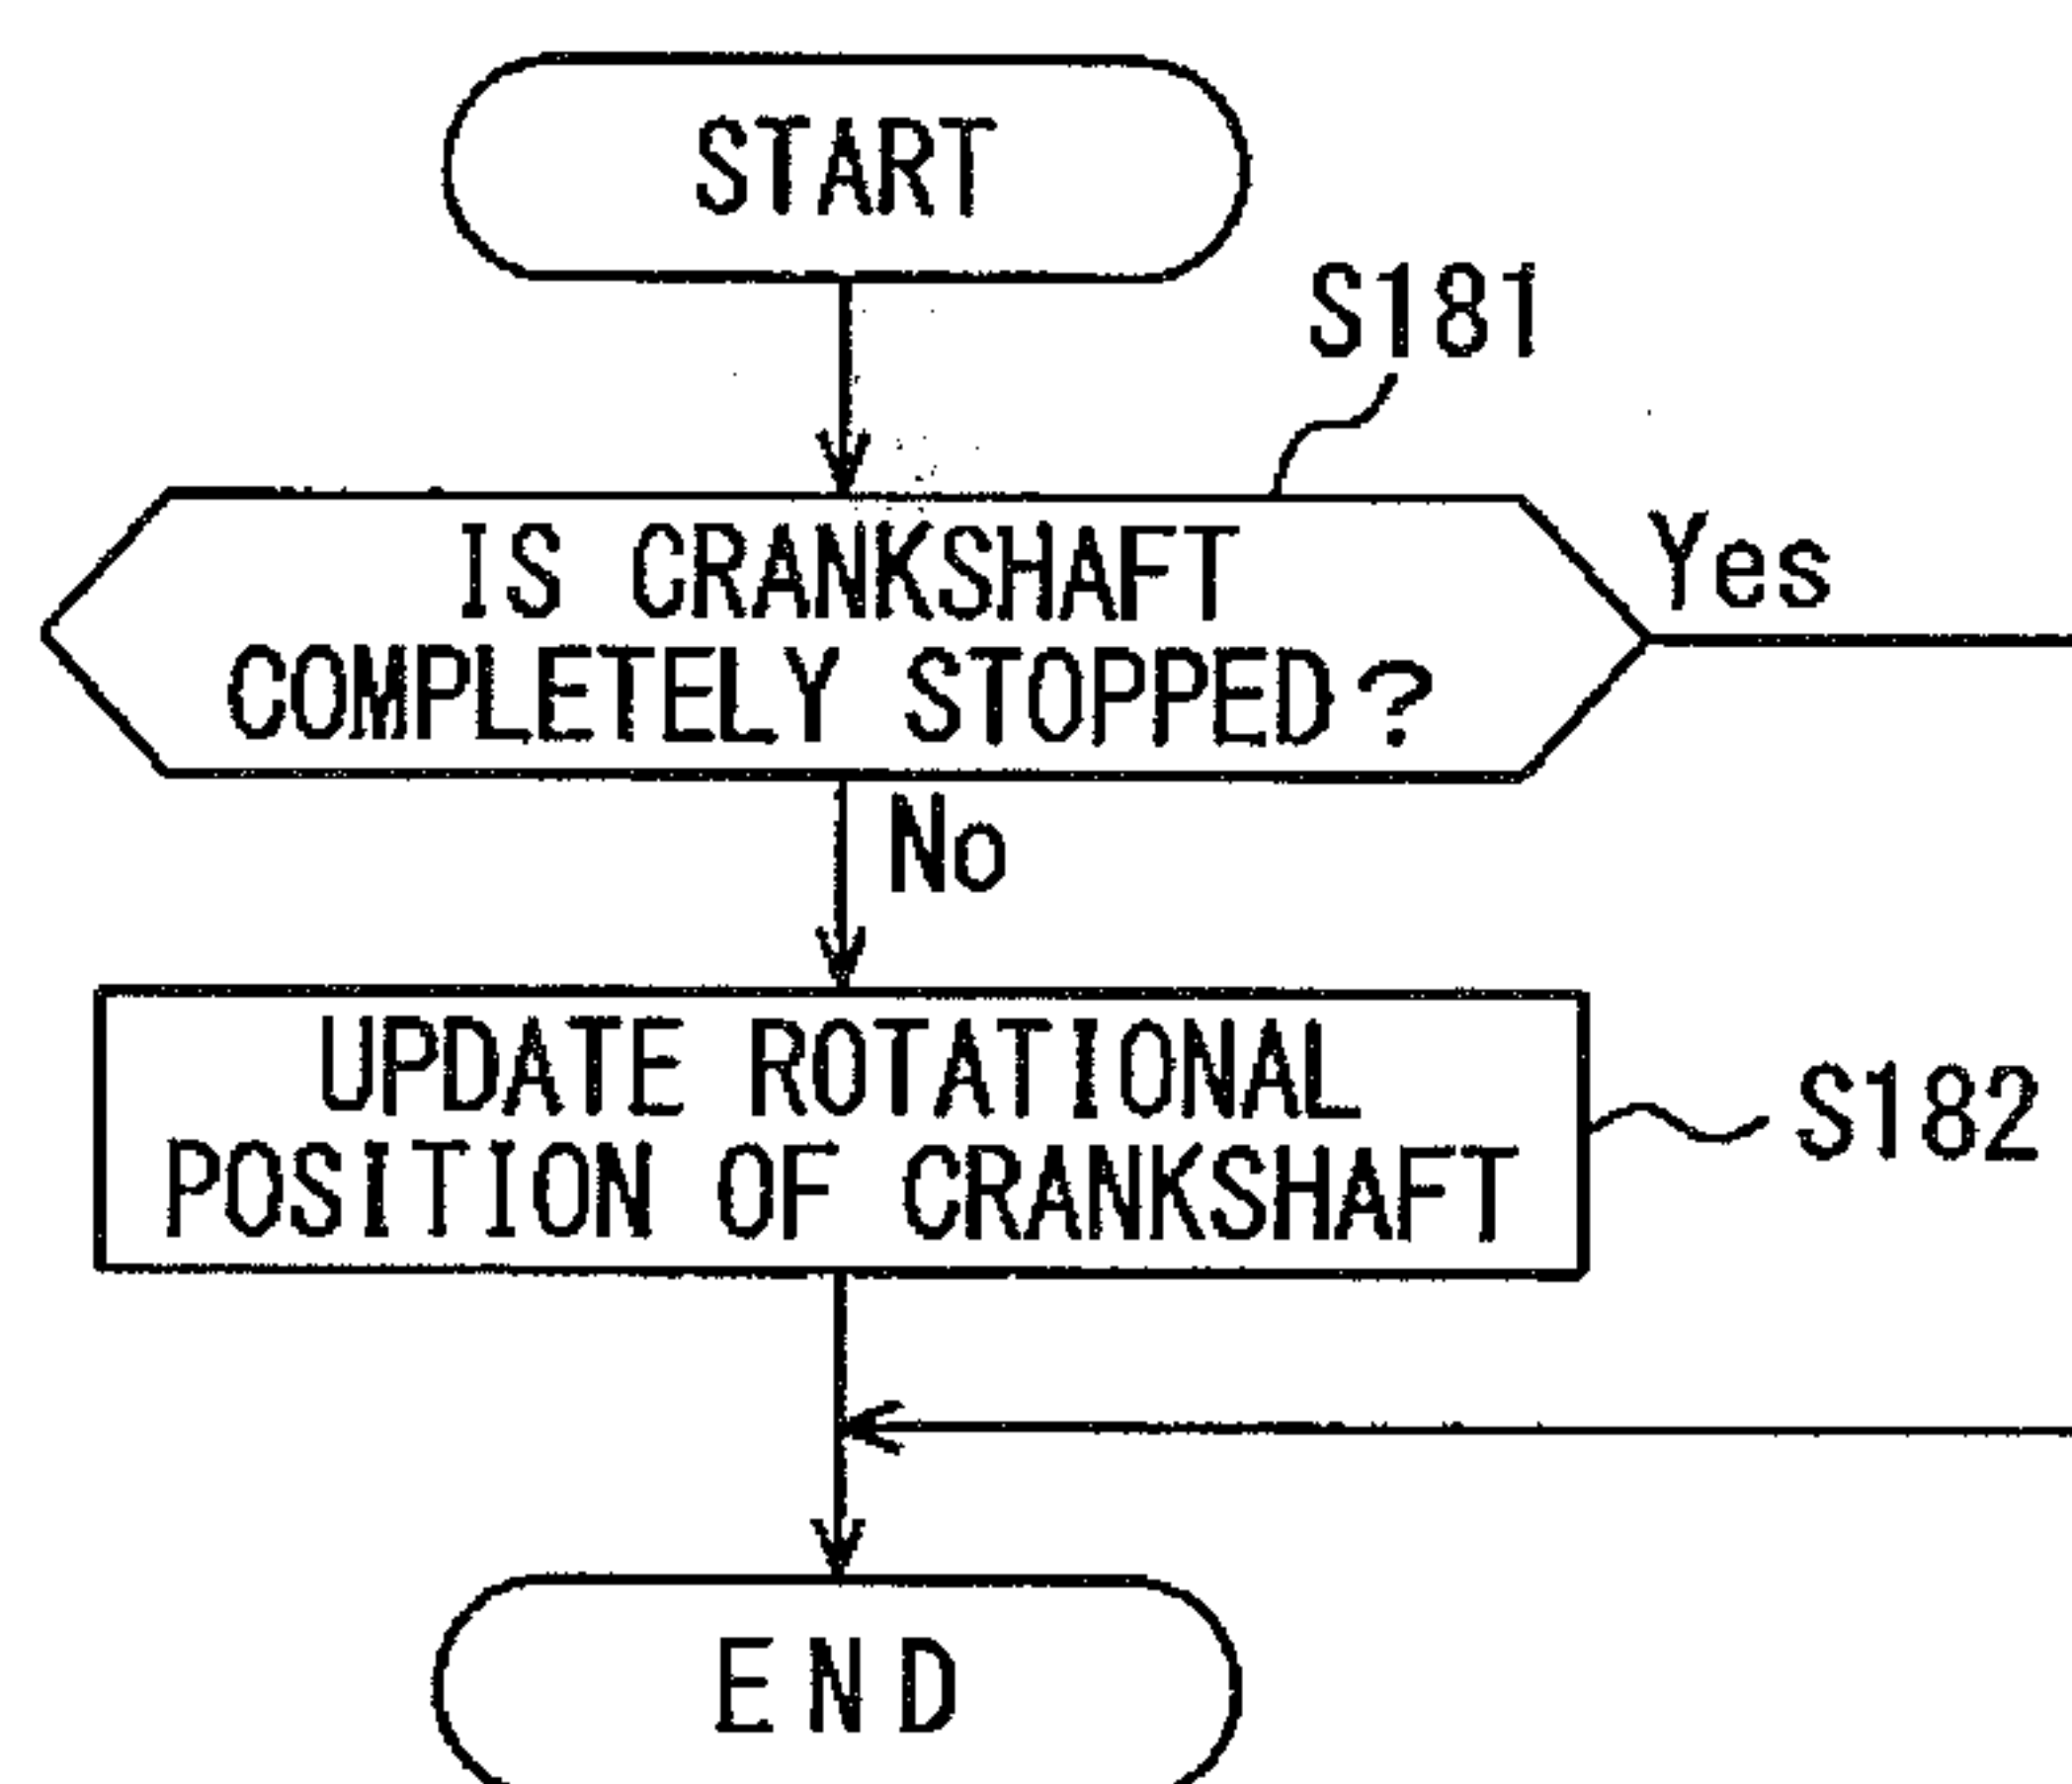 START
S181
IS CRANKSHAFT
COMPLETELY STOPPED?
Yes
No
UPDATE ROTATIONAL
POSITION OF CRANKSHAFT
S182
END